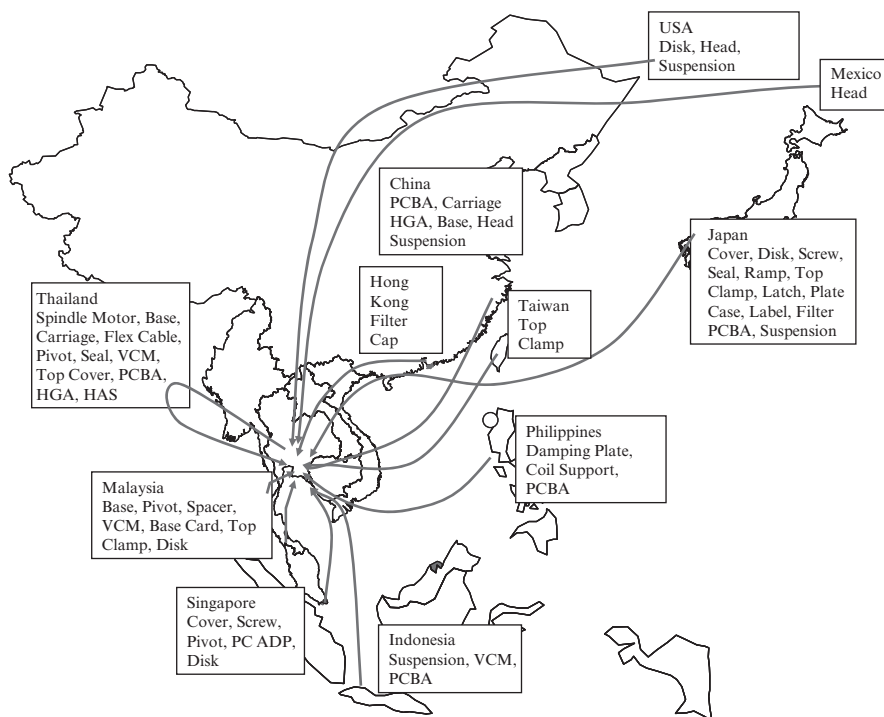 USA
Disk, Head,
Suspension
Mexico
Head
China
PCBA, Carriage
HGA, Base, Head
Suspension
Japan
Cover, Disk, Screw,
Seal, Ramp, Top
Clamp, Latch, Plate
Case, Label, Filter
PCBA, Suspension
Hong
Kong
Filter
Cap
Taiwan
Top
Clamp
Thailand
Spindle Motor, Base,
Carriage, Flex Cable,
Pivot, Seal, VCM,
Top Cover, PCBA,
HGA, HAS
Philippines
Damping Plate,
Coil Support,
PCBA
Malaysia
Base, Pivot, Spacer,
VCM, Base Card, Top
Clamp, Disk
Singapore
Cover, Screw,
Pivot, PC ADP,
Disk
Indonesia
Suspension, VCM,
PCBA